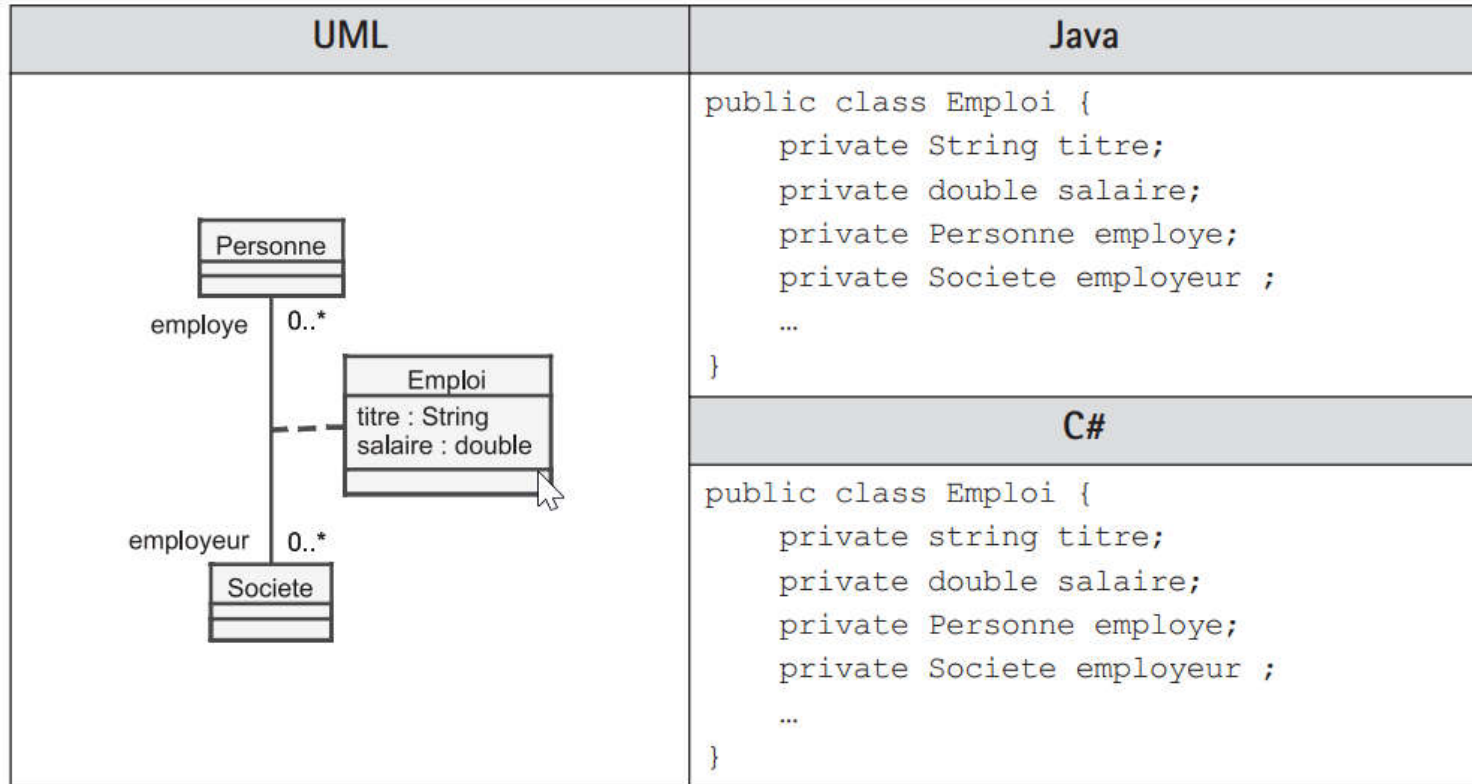 UML
Personne
employe
0..*
Emploi
titre : String
salaire : double
employeur
0..*
Societe
Java
public class Emploi {
private String titre;
private double salaire;
private Personne employe;
private Societe employeur ;
…
}
C#
public class Emploi {
private string titre;
private double salaire;
private Personne employe;
private Societe employeur ;
…
}